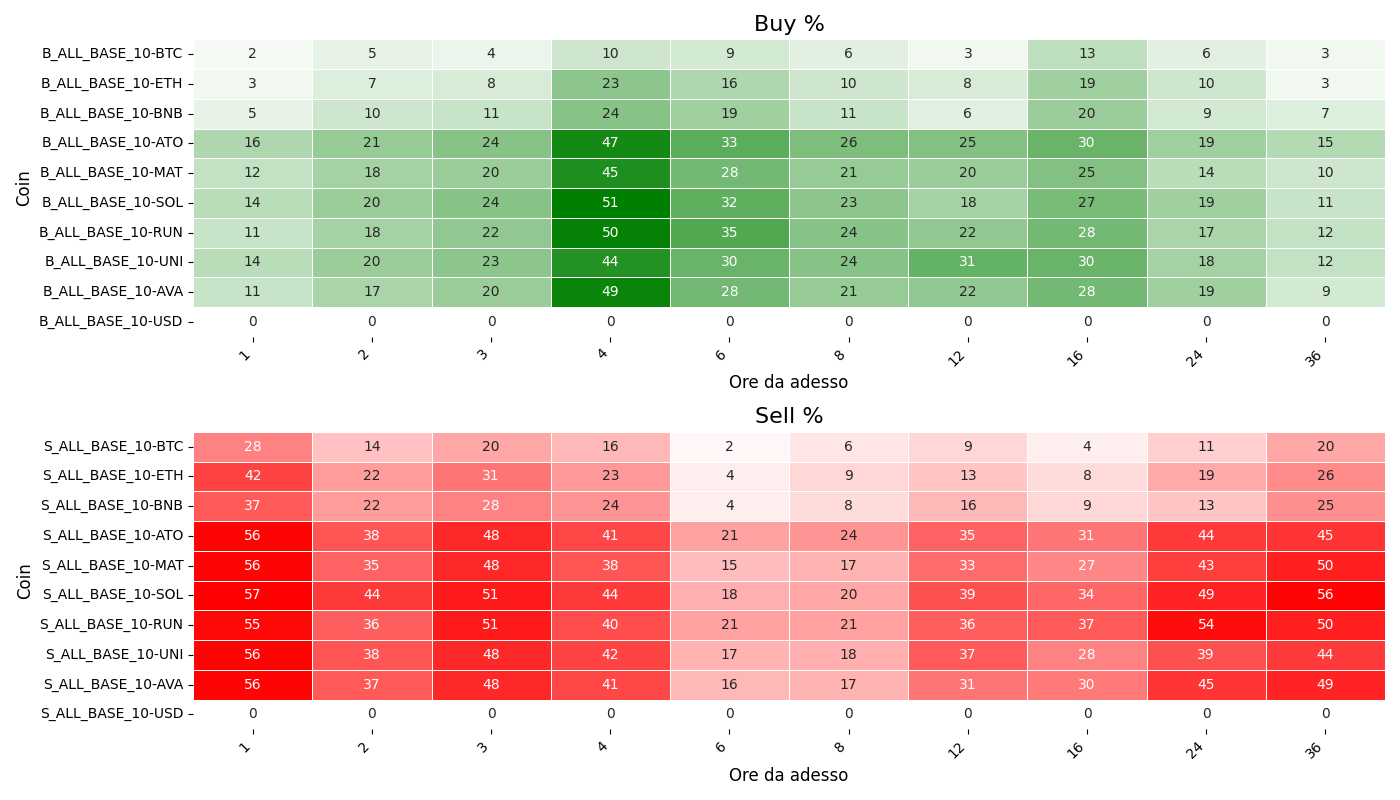 Buy %
Coin
B_ALL_BASE_10-BTC 2 5 4 10 9 6 3 13 6 3
B_ALL_BASE_10-ETH 3 7 8 23 16 10 8 19 10 3
B_ALL_BASE_10-BNB 5 10 11 24 19 11 6 20 9 7
B_ALL_BASE_10-ATO 16 21 24 47 33 26 25 30 19 15
B_ALL_BASE_10-MAT 12 18 20 45 28 21 20 25 14 10
B_ALL_BASE_10-SOL 14 20 24 51 32 23 18 27 19 11
B_ALL_BASE_10-RUN 11 18 22 50 35 24 22 28 17 12
B_ALL_BASE_10-UNI 14 20 23 44 30 24 31 30 18 12
B_ALL_BASE_10-AVA 11 17 20 49 28 21 22 28 19 9
B_ALL_BASE_10-USD 0 0 0 0 0 0 0 0 0 0
1 2 3 4 6 8 12 16 24 36
Ore da adesso
Sell %
Coin
S_ALL_BASE_10-BTC 28 14 20 16 2 6 9 4 11 20
S_ALL_BASE_10-ETH 42 22 31 23 4 9 13 8 19 26
S_ALL_BASE_10-BNB 37 22 28 24 4 8 16 9 13 25
S_ALL_BASE_10-ATO 56 38 48 41 21 24 35 31 44 45
S_ALL_BASE_10-MAT 56 35 48 38 15 17 33 27 43 50
S_ALL_BASE_10-SOL 57 44 51 44 18 20 39 34 49 56
S_ALL_BASE_10-RUN 55 36 51 40 21 21 36 37 54 50
S_ALL_BASE_10-UNI 56 38 48 42 17 18 37 28 39 44
S_ALL_BASE_10-AVA 56 37 48 41 16 17 31 30 45 49
S_ALL_BASE_10-USD 0 0 0 0 0 0 0 0 0 0
1 2 3 4 6 8 12 16 24 36
Ore da adesso